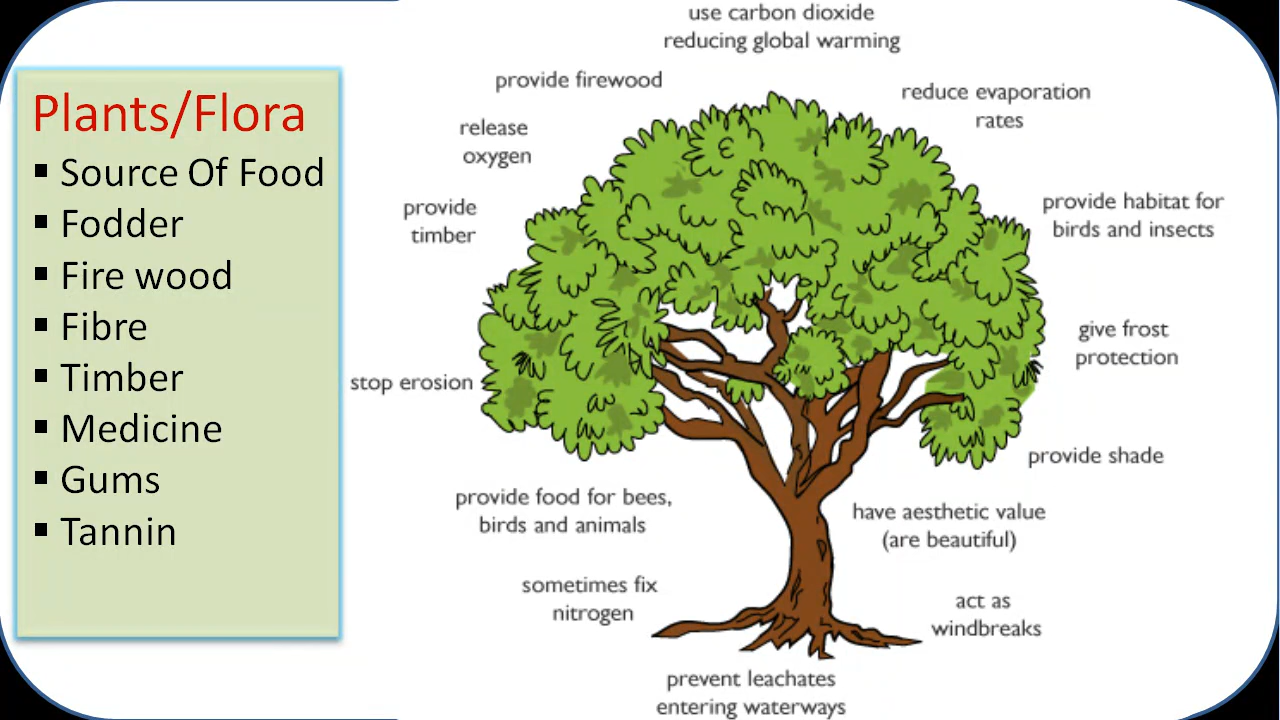 Plants/Flora
▪ Source Of Food
▪ Fodder
▪ Fire wood
▪ Fibre
▪ Timber
▪ Medicine
▪ Gums
▪ Tannin
use carbon dioxide
reducing global warming
provide firewood
reduce evaporation
rates
release
oxygen
provide habitat for
birds and insects
provide
timber
give frost
protection
stop erosion
provide shade
provide food for bees,
birds and animals
have aesthetic value
(are beautiful)
sometimes fix
nitrogen
act as
windbreaks
prevent leachates
entering waterways